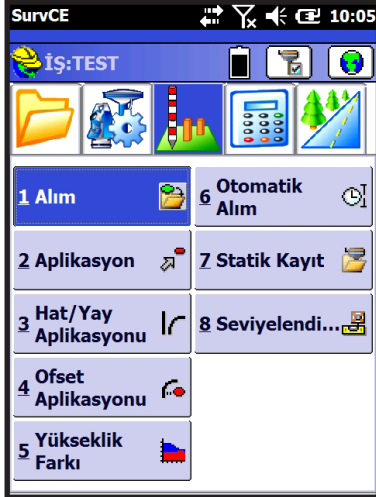 SurvCE 10:05
İŞ:TEST
1 Alım
6 Otomatik
Alım
2 Aplikasyon
7 Statik Kayıt
3 Hat/Yay
Aplikasyonu
8 Seviyelendi...
4 Ofset
Aplikasyonu
5 Yükseklik
Farkı